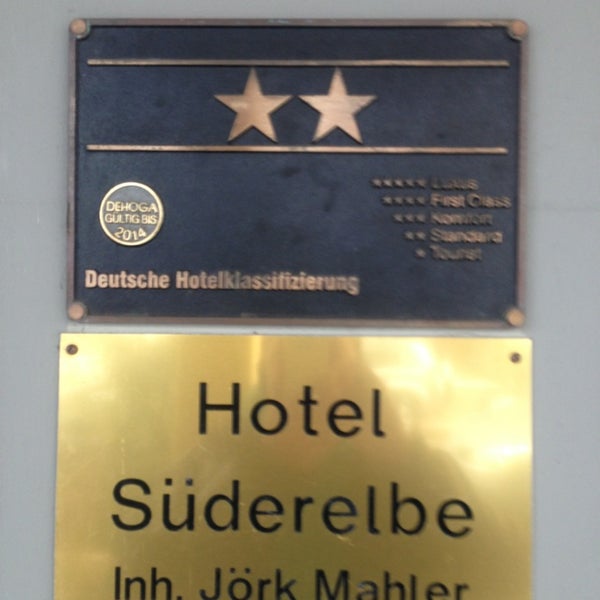 DEHOGA
GÜLTIG BIS
2014
***** Luxus
**** First Class
*** Komfort
** Standard
* Tourist
Deutsche Hotelklassifizierung
Hotel
Süderelbe
Inh. Jörk Mahler